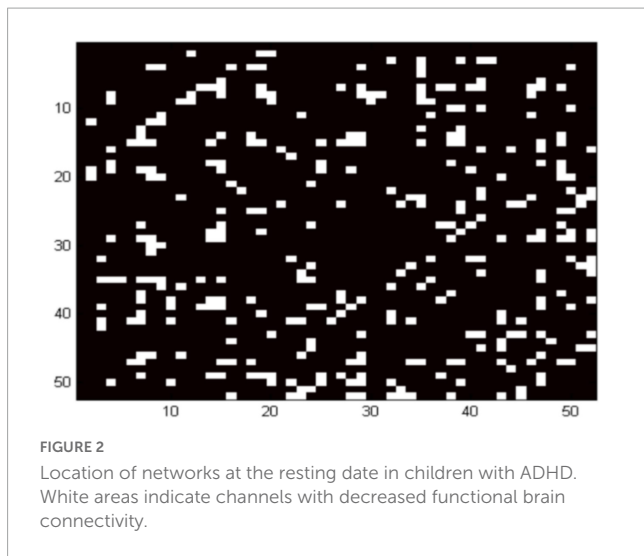 10
20
30
40
50
10 20 30 40 50
FIGURE 2
Location of networks at the resting date in children with ADHD.
White areas indicate channels with decreased functional brain
connectivity.